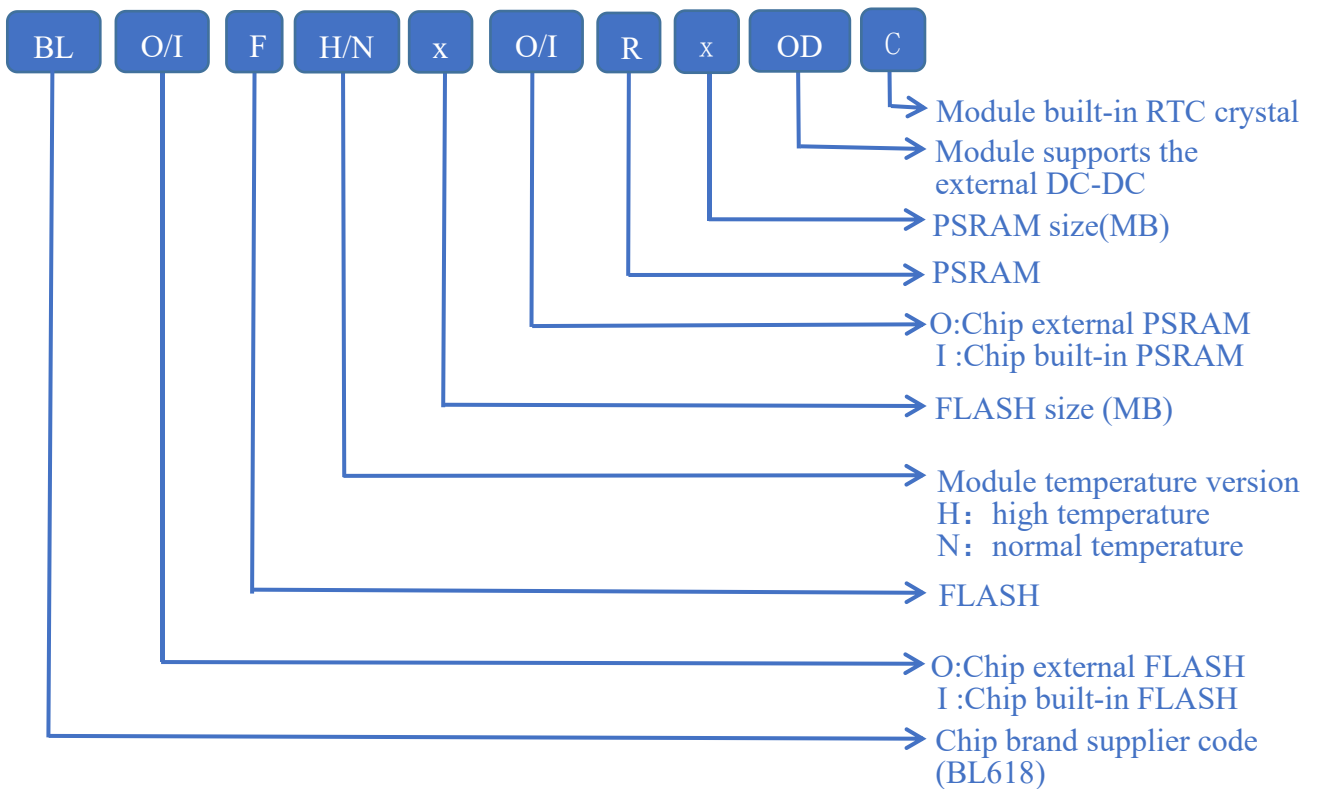 BL O/I F H/N x O/I R x OD C
Module built-in RTC crystal
Module supports the
external DC-DC
PSRAM size(MB)
PSRAM
O:Chip external PSRAM
I :Chip built-in PSRAM
FLASH size (MB)
Module temperature version
H：high temperature
N：normal temperature
FLASH
O:Chip external FLASH
I :Chip built-in FLASH
Chip brand supplier code
(BL618)